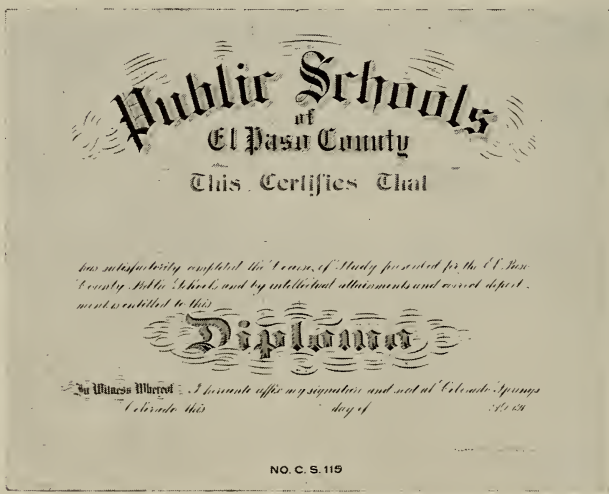 Public Schools
of
El Paso County
This Certifies That
has satisfactorily completed the Course of Study prescribed for the El Paso
County Public Schools and by intellectual attainments and correct deport-
ment is entitled to this
Diploma
In Witness Whereof I hereunto affix my signature and seal at Colorado Springs
Colorado this day of A.D. 191
NO. C. S. 115